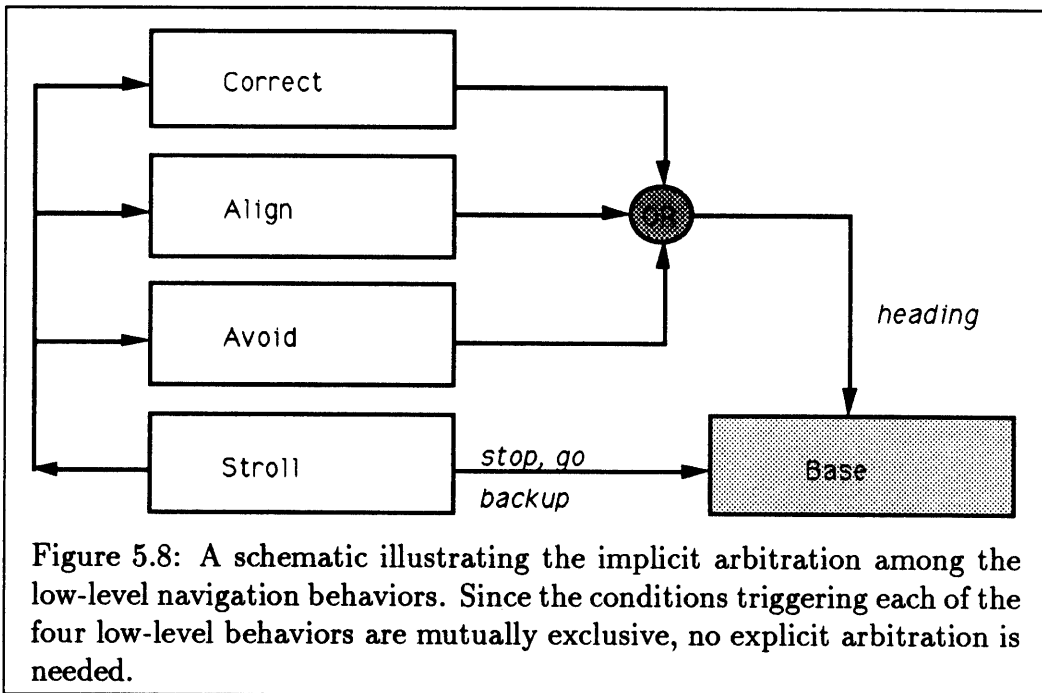 Correct
Align
OR
Avoid
heading
Stroll
stop, go
backup
Base
Figure 5.8: A schematic illustrating the implicit arbitration among the
low-level navigation behaviors. Since the conditions triggering each of the
four low-level behaviors are mutually exclusive, no explicit arbitration is
needed.